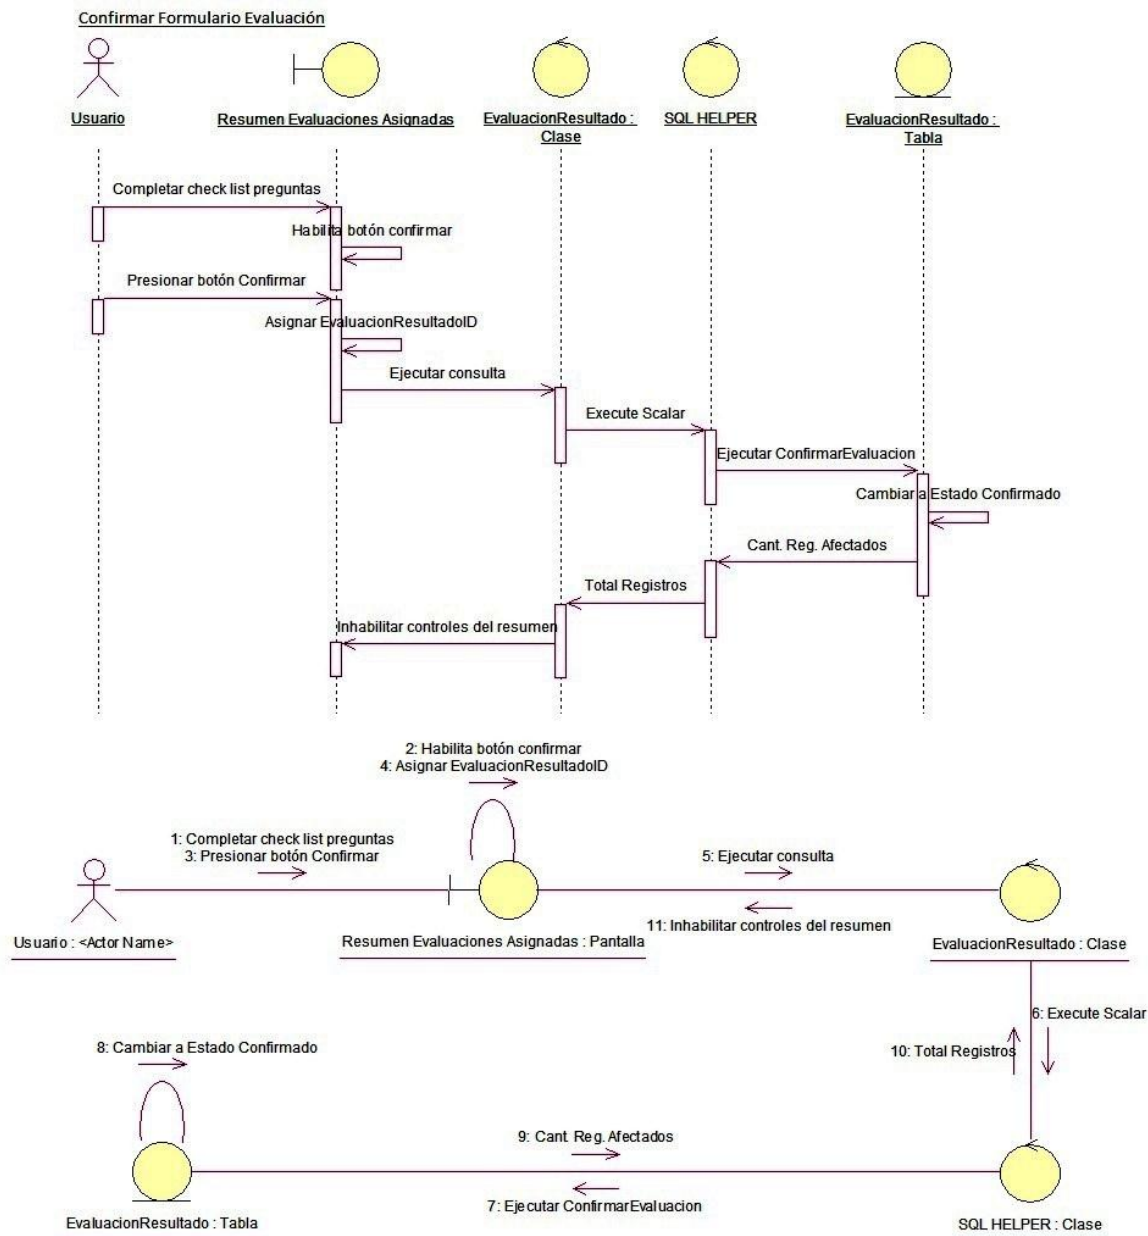 Confirmar Formulario Evaluación
Usuario
Resumen Evaluaciones Asignadas
EvaluacionResultado :
Clase
SQL HELPER
EvaluacionResultado :
Tabla
Completar check list preguntas
Habilita botón confirmar
Presionar botón Confirmar
Asignar EvaluacionResultadoID
Ejecutar consulta
Execute Scalar
Ejecutar ConfirmarEvaluacion
Cambiar a Estado Confirmado
Cant. Reg. Afectados
Total Registros
Inhabilitar controles del resumen
2: Habilita botón confirmar
4: Asignar EvaluacionResultadoID
1: Completar check list preguntas
3: Presionar botón Confirmar
5: Ejecutar consulta
11: Inhabilitar controles del resumen
Usuario : <Actor Name>
Resumen Evaluaciones Asignadas : Pantalla
EvaluacionResultado : Clase
6: Execute Scalar
10: Total Registros
8: Cambiar a Estado Confirmado
9: Cant. Reg. Afectados
7: Ejecutar ConfirmarEvaluacion
EvaluacionResultado : Tabla
SQL HELPER : Clase